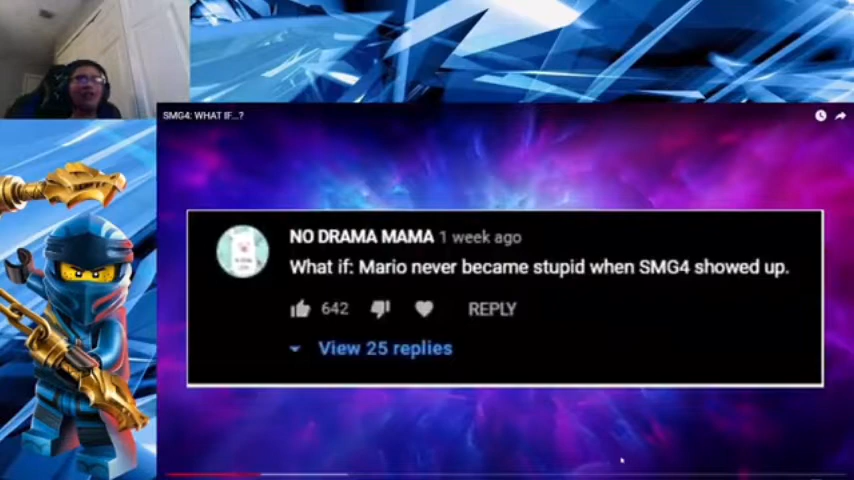 SMG4: WHAT IF...?
NO DRAMA MAMA 1 week ago
What if: Mario never became stupid when SMG4 showed up.
642 REPLY
View 25 replies